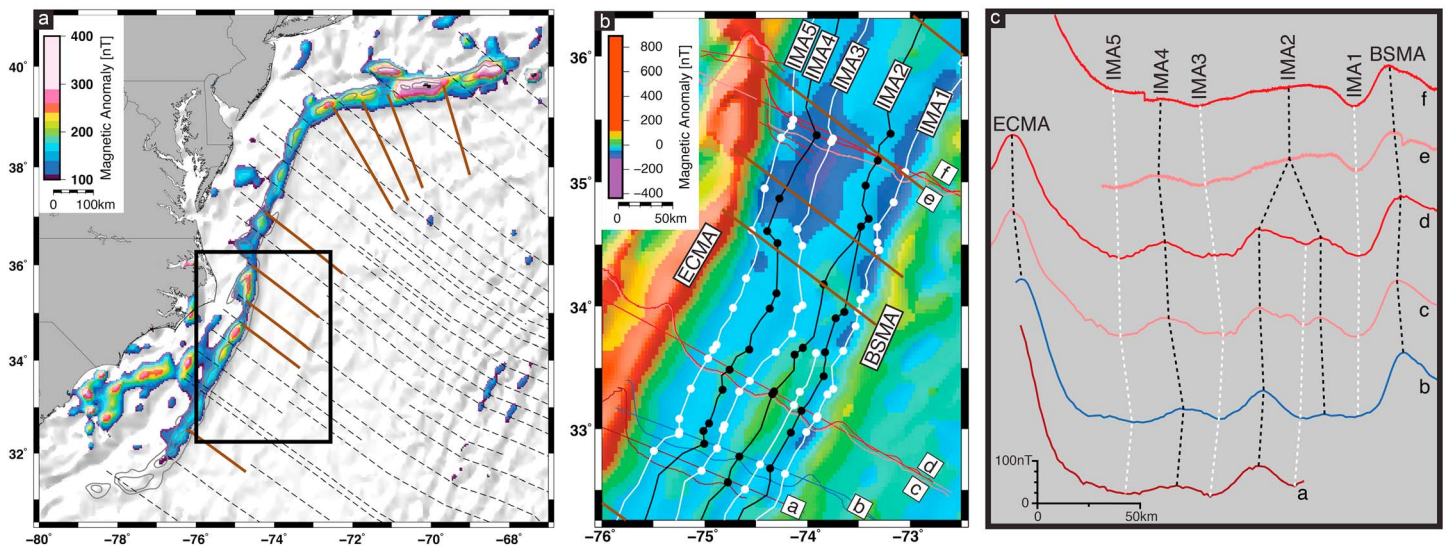 a
400
300
200
100
Magnetic Anomaly [nT]
0 100km
40˚
38˚
36˚
34˚
32˚
−80 −78˚ −76˚ −74˚ −72˚ −70˚ −68˚
b
800
600
400
200
0
−200
−400
Magnetic Anomaly [nT]
0 50km
36˚
35˚
34˚
33˚
−76˚ −75˚ −74˚ −73˚
IMA5
IMA4
IMA3
IMA2
IMA1
ECMA
BSMA
f
e
d
c
b
a
c
IMA5
IMA4
IMA3
IMA2
IMA1
BSMA
ECMA
f
e
d
c
b
a
100nT
0
0 50km